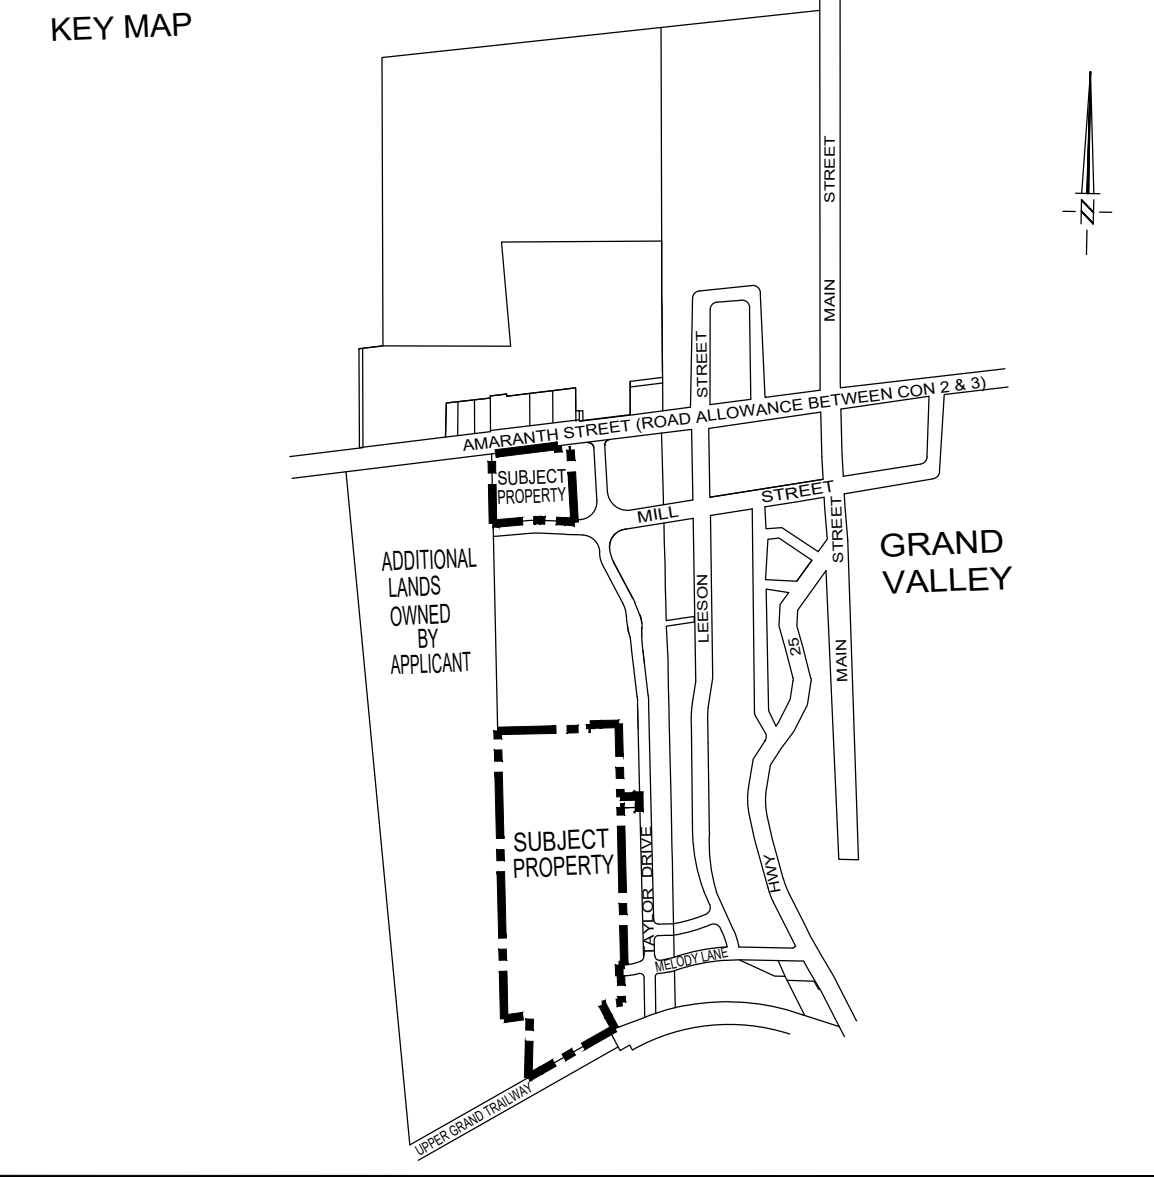 KEY MAP
N
STREET
MAIN
STREET
AMARANTH STREET (ROAD ALLOWANCE BETWEEN CON 2 & 3)
SUBJECT
PROPERTY
MILL
STREET
STREET
GRAND
VALLEY
ADDITIONAL
LANDS
OWNED
BY
APPLICANT
LEESON
25
MAIN
SUBJECT
PROPERTY
TAYLOR DRIVE
HWY
MELODY LANE
UPPER GRAND TRAILWAY